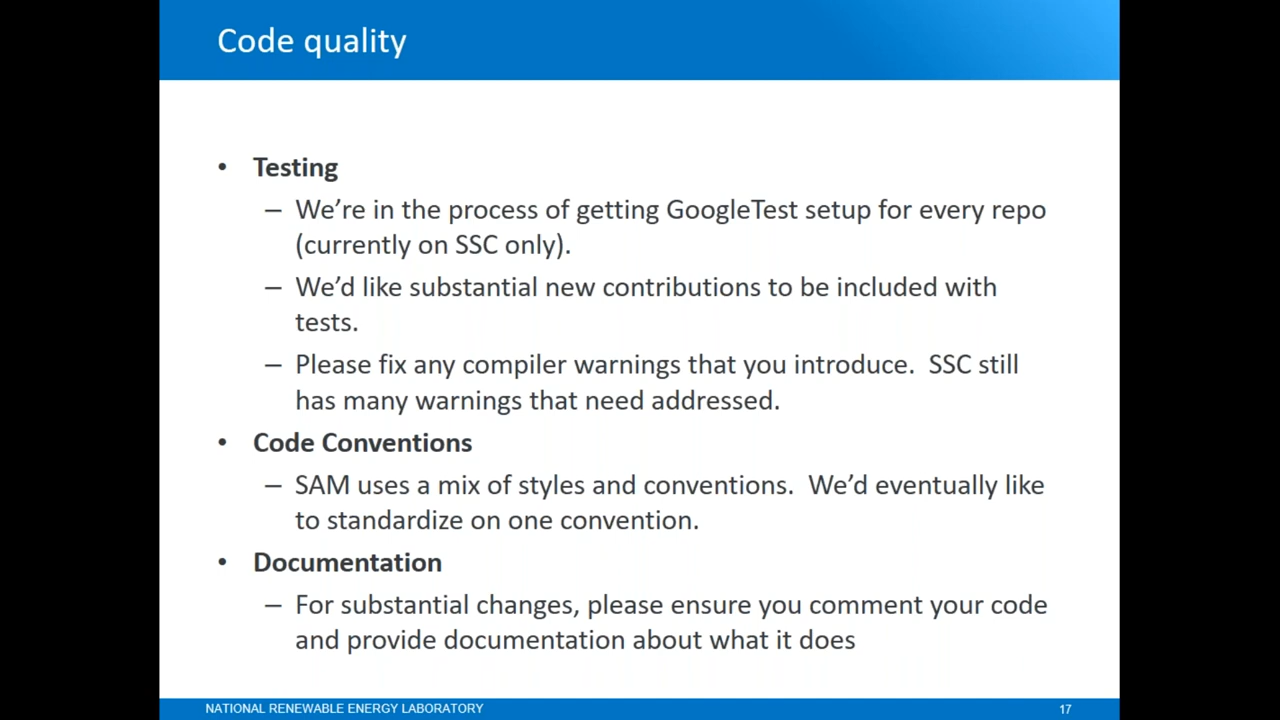 Code quality
• Testing
– We're in the process of getting GoogleTest setup for every repo
(currently on SSC only).
– We'd like substantial new contributions to be included with
tests.
– Please fix any compiler warnings that you introduce.  SSC still
has many warnings that need addressed.
• Code Conventions
– SAM uses a mix of styles and conventions.  We'd eventually like
to standardize on one convention.
• Documentation
– For substantial changes, please ensure you comment your code
and provide documentation about what it does
NATIONAL RENEWABLE ENERGY LABORATORY
17